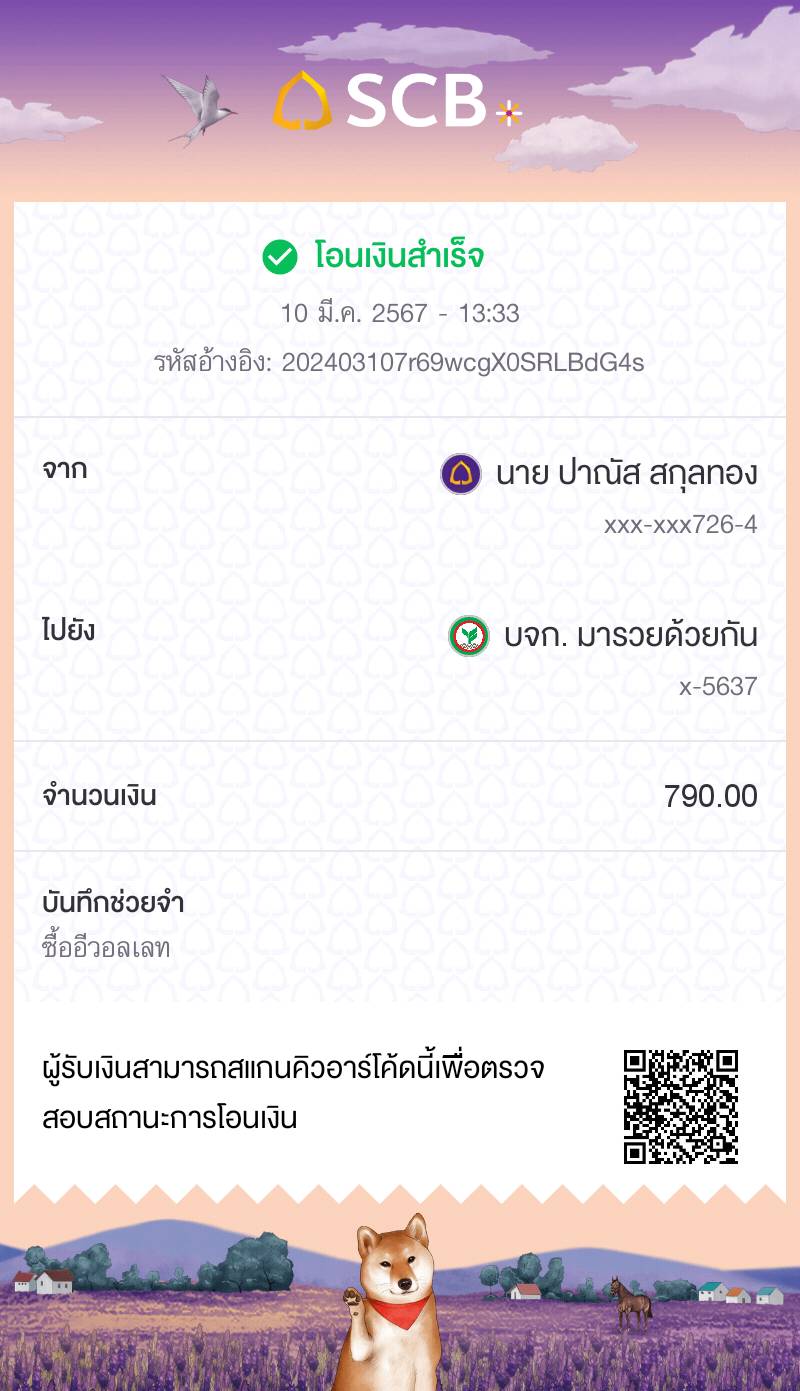 SCB
โอนเงินสำเร็จ
10 มี.ค. 2567 - 13:33
รหัสอ้างอิง: 202403107r69wcgX0SRLBdG4s
จาก
นาย ปาณัส สกุลทอง
xxx-xxx726-4
ไปยัง
บจก. มารวยด้วยกัน
x-5637
จำนวนเงิน 790.00
บันทึกช่วยจำ
ซื้ออีวอลเลท
ผู้รับเงินสามารถสแกนคิวอาร์โค้ดนี้เพื่อตรวจ
สอบสถานะการโอนเงิน